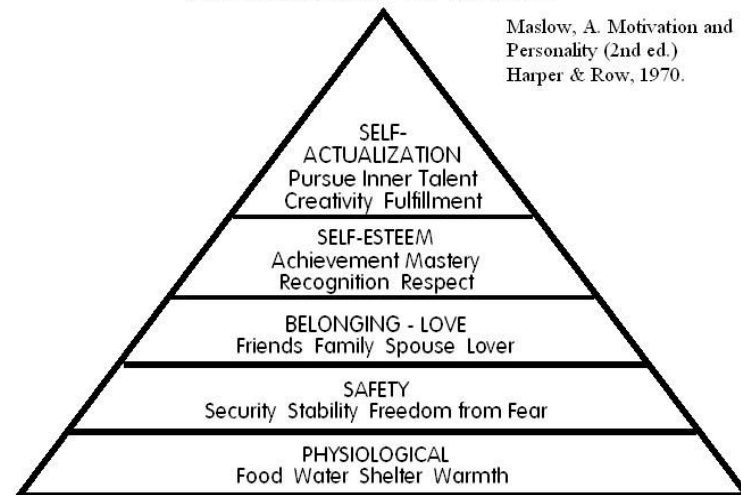 Maslow, A. Motivation and
Personality (2nd ed.)
Harper & Row, 1970.
SELF-
ACTUALIZATION
Pursue Inner Talent
Creativity Fulfillment
SELF-ESTEEM
Achievement Mastery
Recognition Respect
BELONGING - LOVE
Friends Family Spouse Lover
SAFETY
Security Stability Freedom from Fear
PHYSIOLOGICAL
Food Water Shelter Warmth